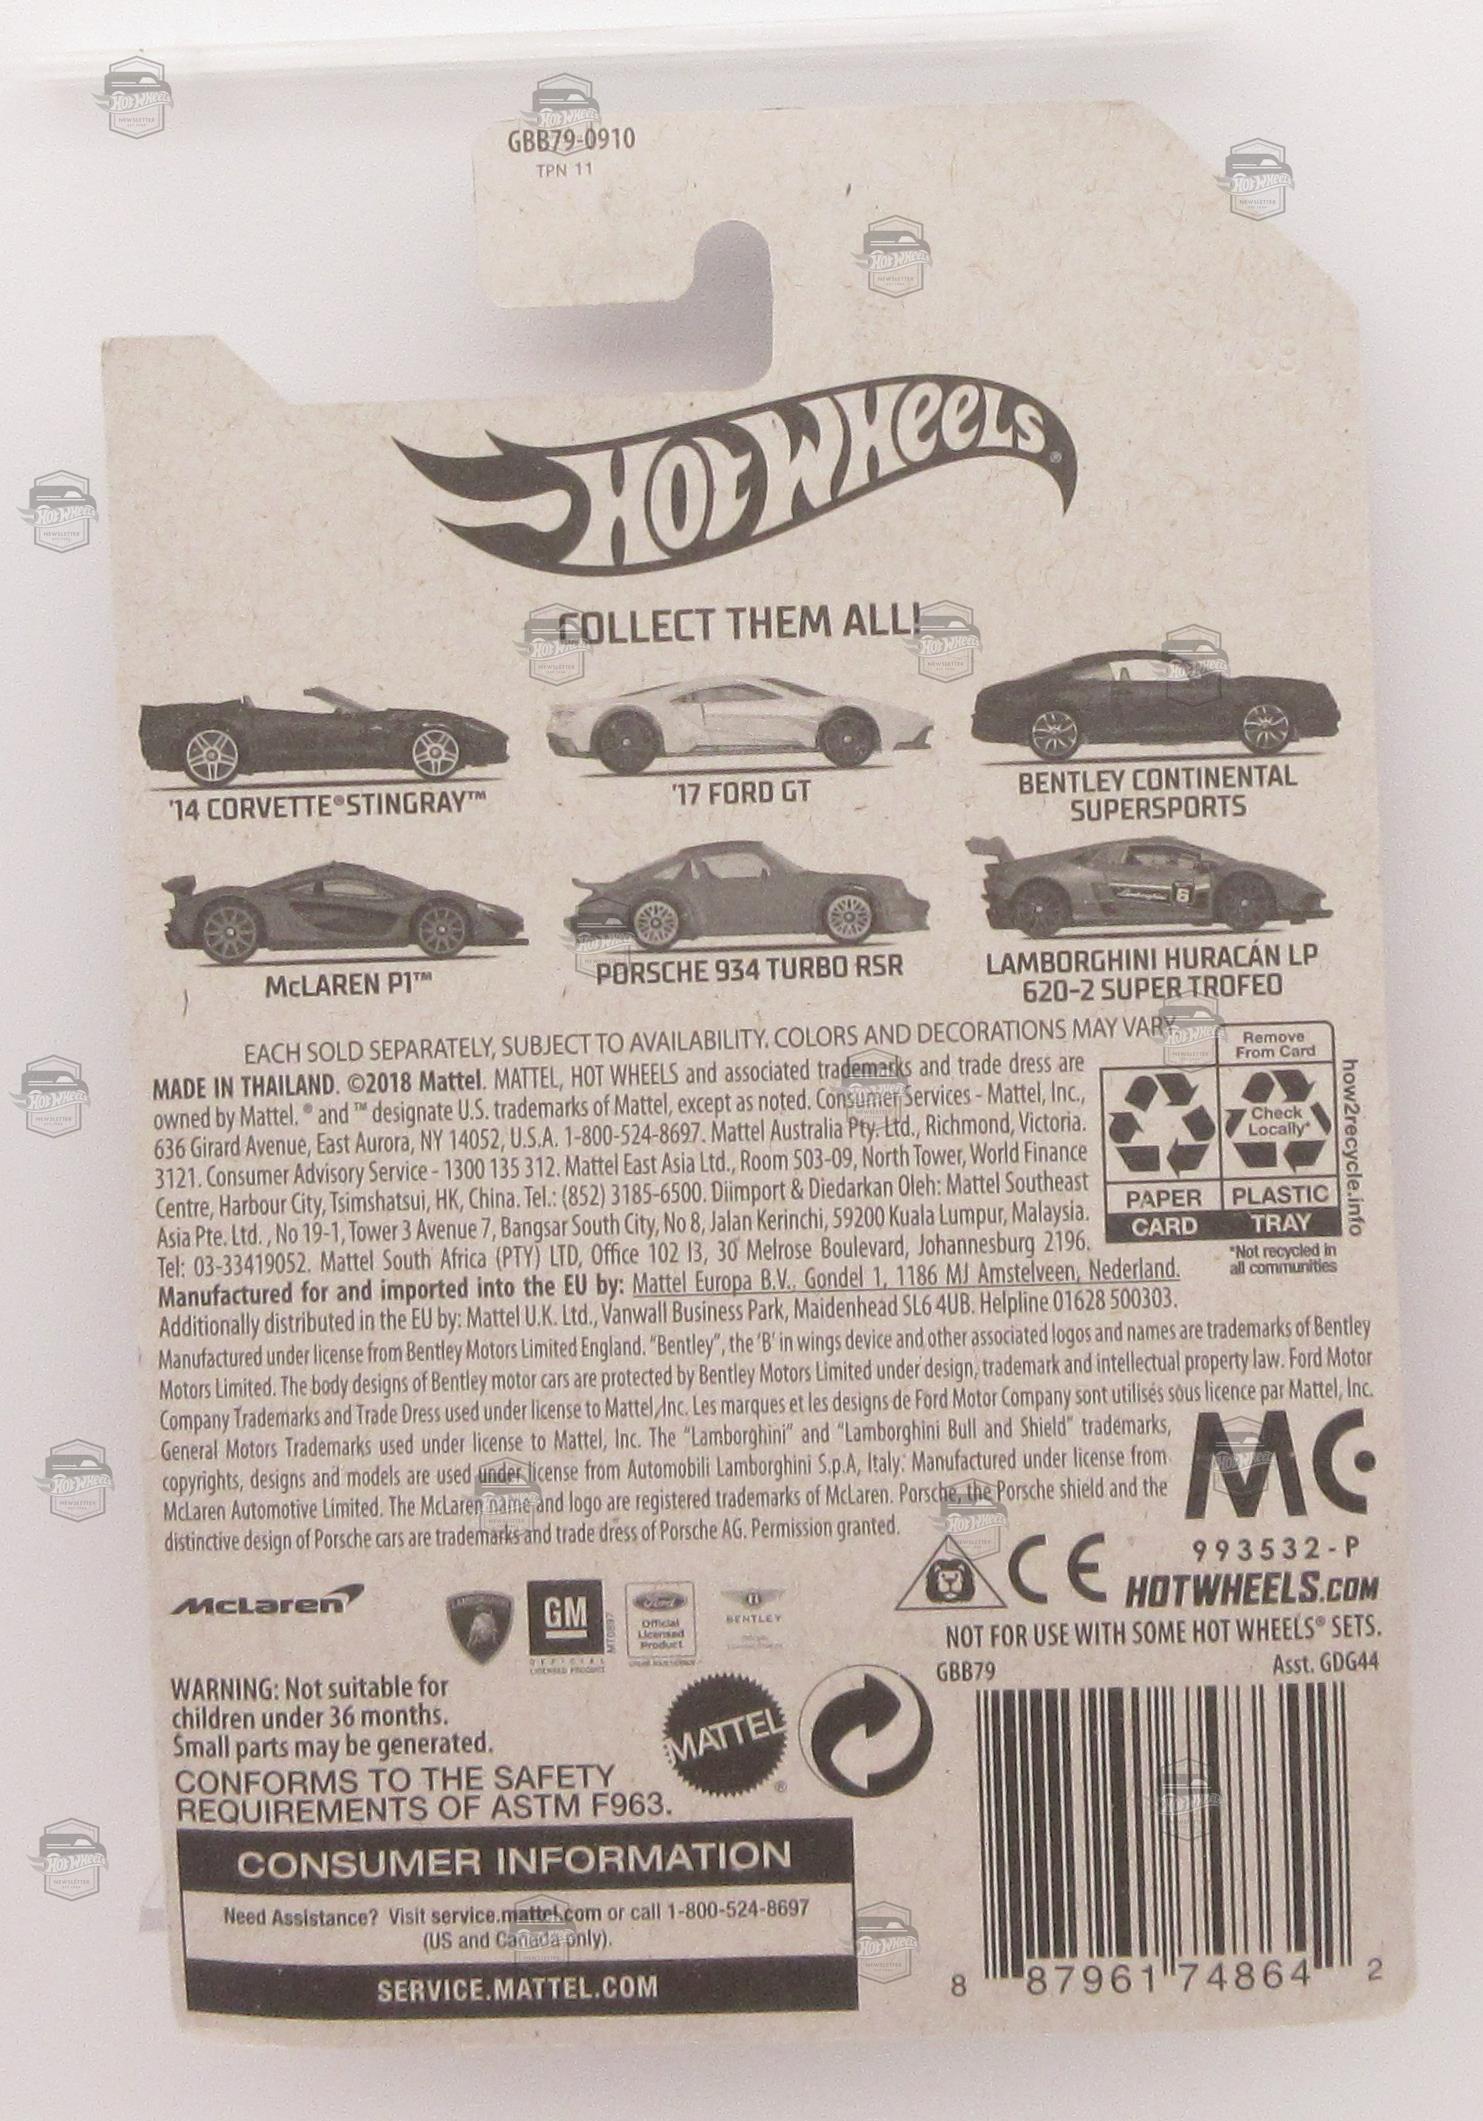 GBB79-0910
TPN 11
HOT WHEELS®
COLLECT THEM ALL!
'14 CORVETTE® STINGRAY™
'17 FORD GT
BENTLEY CONTINENTAL
SUPERSPORTS
McLAREN P1™
PORSCHE 934 TURBO RSR
LAMBORGHINI HURACÁN LP
620-2 SUPER TROFEO
EACH SOLD SEPARATELY, SUBJECT TO AVAILABILITY. COLORS AND DECORATIONS MAY VARY.
MADE IN THAILAND. ©2018 Mattel. MATTEL, HOT WHEELS and associated trademarks and trade dress are
owned by Mattel. ® and ™ designate U.S. trademarks of Mattel, except as noted. Consumer Services - Mattel, Inc.,
636 Girard Avenue, East Aurora, NY 14052, U.S.A. 1-800-524-8697. Mattel Australia Pty. Ltd., Richmond, Victoria.
3121. Consumer Advisory Service - 1300 135 312. Mattel East Asia Ltd., Room 503-09, North Tower, World Finance
Centre, Harbour City, Tsimshatsui, HK, China. Tel.: (852) 3185-6500. Diimport & Diedarkan Oleh: Mattel Southeast
Asia Pte. Ltd. , No 19-1, Tower 3 Avenue 7, Bangsar South City, No 8, Jalan Kerinchi, 59200 Kuala Lumpur, Malaysia.
Tel: 03-33419052. Mattel South Africa (PTY) LTD, Office 102 I3, 30 Melrose Boulevard, Johannesburg 2196.
Manufactured for and imported into the EU by: Mattel Europa B.V., Gondel 1, 1186 MJ Amstelveen, Nederland.
Additionally distributed in the EU by: Mattel U.K. Ltd., Vanwall Business Park, Maidenhead SL6 4UB. Helpline 01628 500303.
Manufactured under license from Bentley Motors Limited England. "Bentley", the 'B' in wings device and other associated logos and names are trademarks of Bentley
Motors Limited. The body designs of Bentley motor cars are protected by Bentley Motors Limited under design, trademark and intellectual property law. Ford Motor
Company Trademarks and Trade Dress used under license to Mattel, Inc. Les marques et les designs de Ford Motor Company sont utilisés sous licence par Mattel, Inc.
General Motors Trademarks used under license to Mattel, Inc. The "Lamborghini" and "Lamborghini Bull and Shield" trademarks,
copyrights, designs and models are used under license from Automobili Lamborghini S.p.A, Italy. Manufactured under license from
McLaren Automotive Limited. The McLaren name and logo are registered trademarks of McLaren. Porsche, the Porsche shield and the
distinctive design of Porsche cars are trademarks and trade dress of Porsche AG. Permission granted.
Remove
From Card
Check
Locally*
PAPER
PLASTIC
CARD
TRAY
how2recycle.info
*Not recycled in
all communities
MC
993532-P
CE
HOTWHEELS.COM
NOT FOR USE WITH SOME HOT WHEELS® SETS.
GBB79
Asst. GDG44
McLaren
LAMBORGHINI
GM
OFFICIAL
LICENSED PRODUCT
MT0897
Ford
Official
Licensed
Product
BENTLEY
WARNING: Not suitable for
children under 36 months.
Small parts may be generated.
CONFORMS TO THE SAFETY
REQUIREMENTS OF ASTM F963.
MATTEL®
CONSUMER INFORMATION
Need Assistance? Visit service.mattel.com or call 1-800-524-8697
(US and Canada only).
SERVICE.MATTEL.COM
8 87961 74864 2